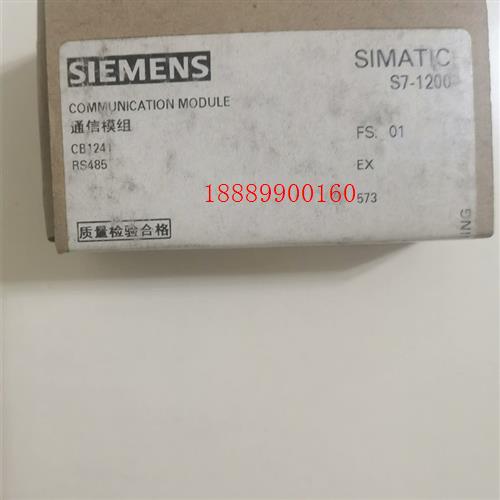 SIEMENS
SIMATIC
S7-1200
COMMUNICATION MODULE
通信模组
CB1241
RS485
FS: 01
EX
18889900160
573
质量检验合格
ING